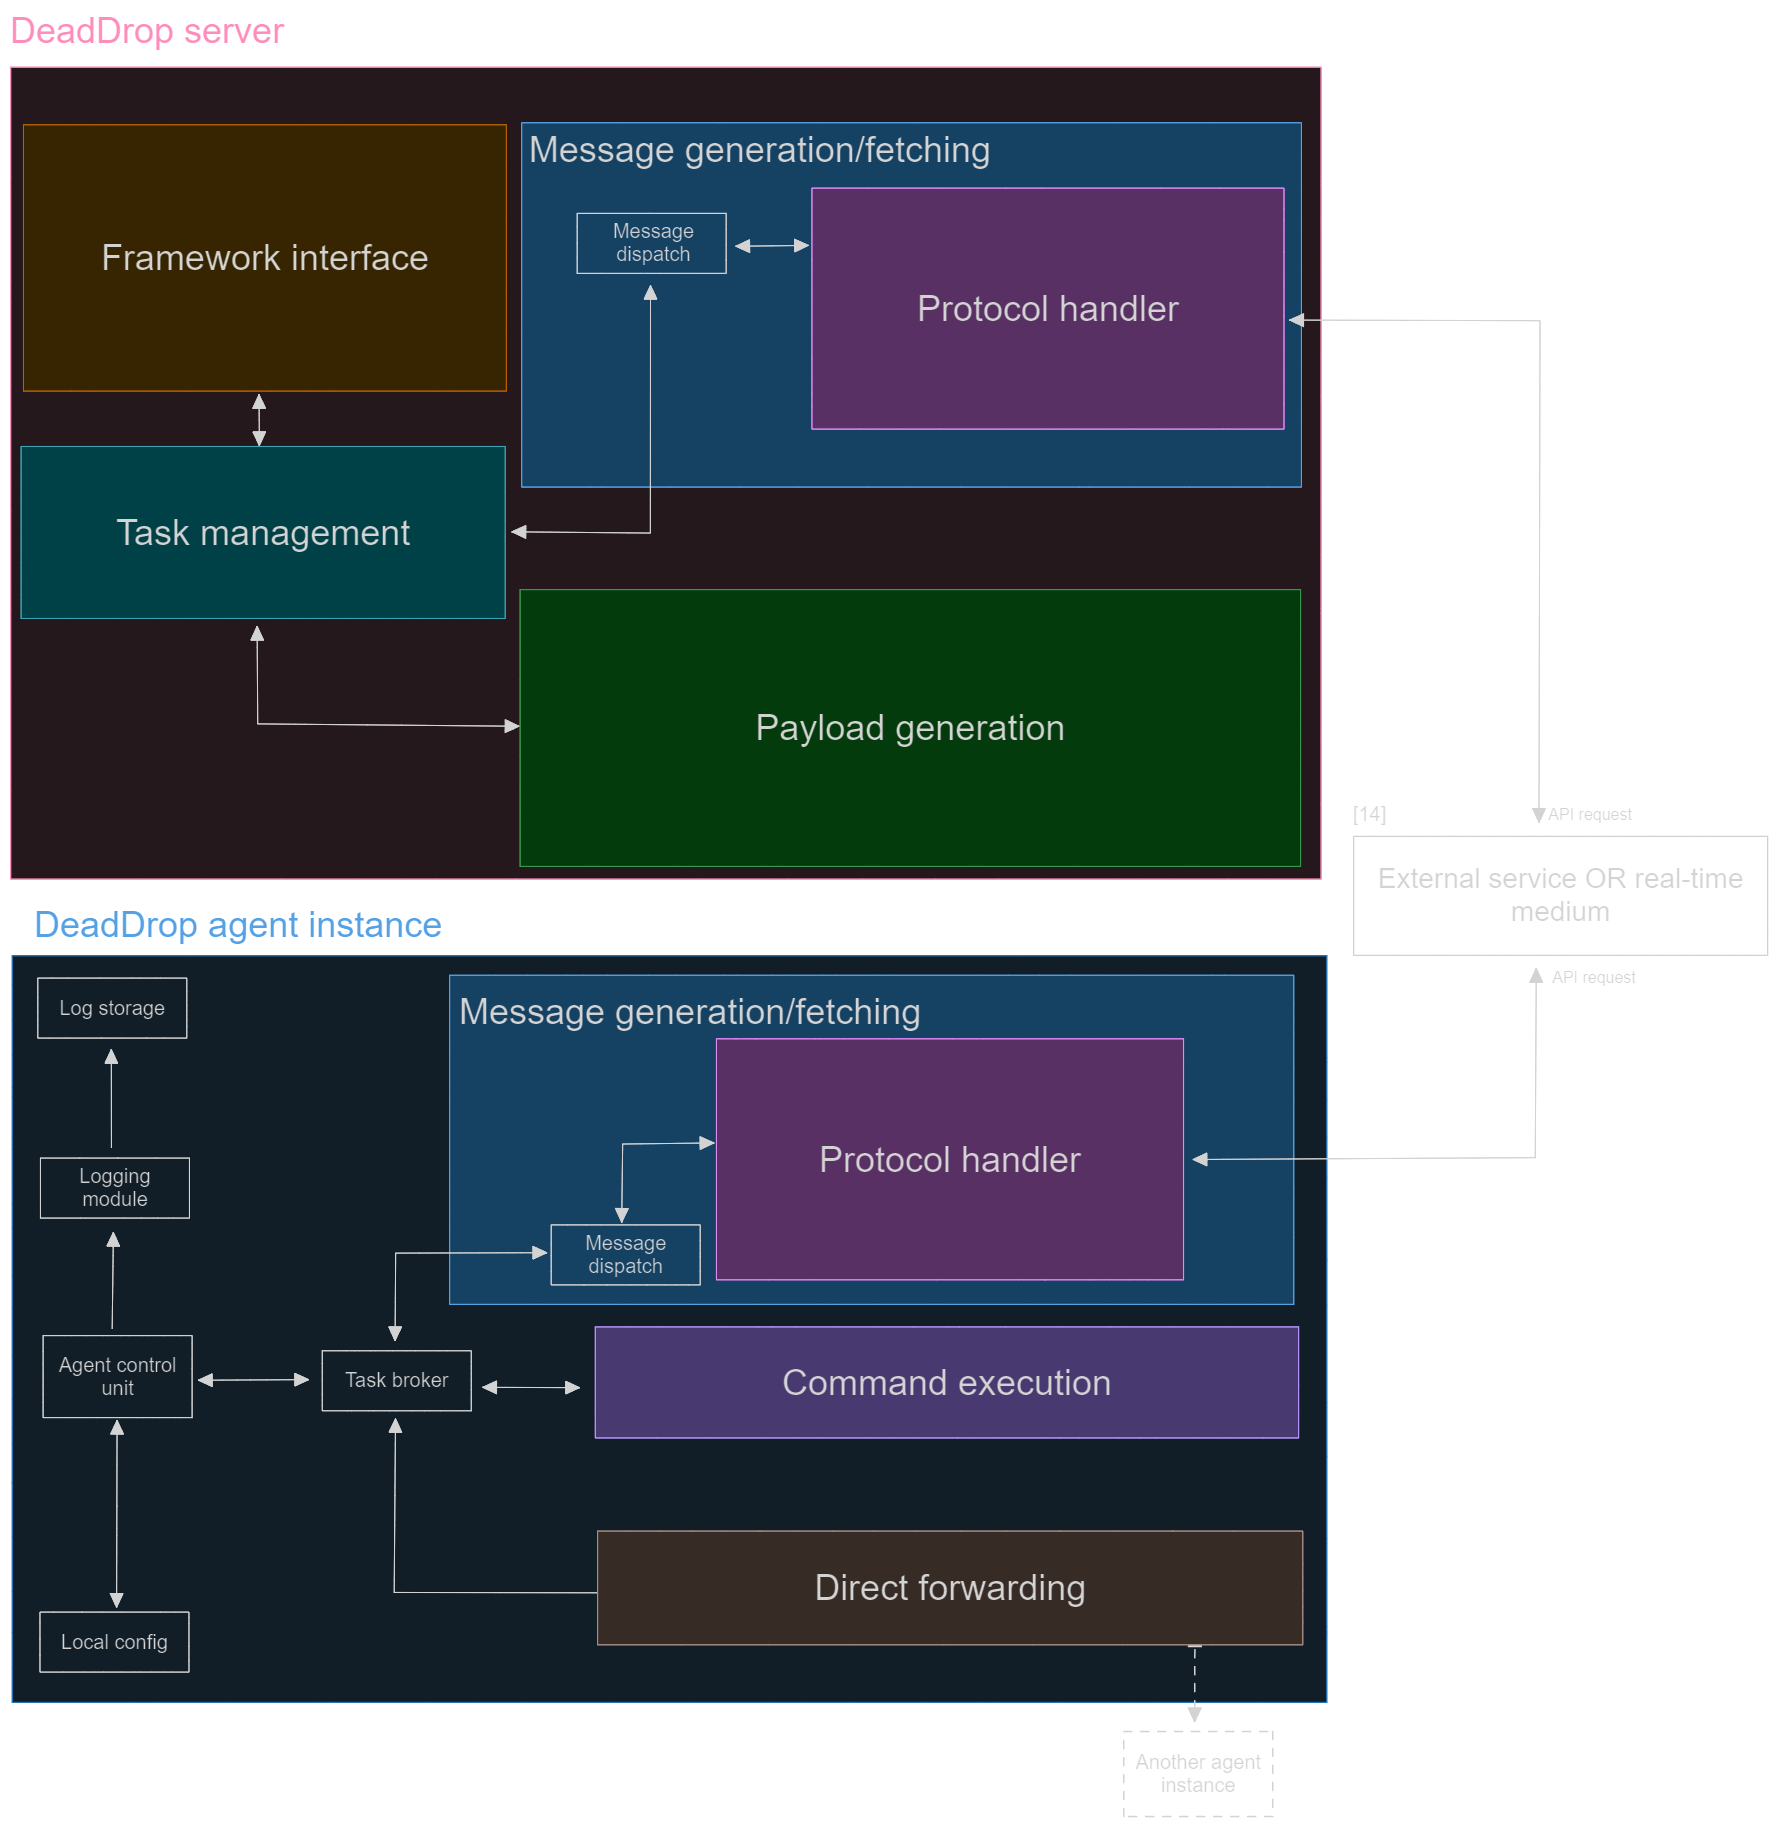 DeadDrop server
Framework interface
Message generation/fetching
Message
dispatch
Protocol handler
Task management
Payload generation
[14]
API request
External service OR real-time
medium
API request
DeadDrop agent instance
Log storage
Logging
module
Agent control
unit
Local config
Task broker
Message generation/fetching
Protocol handler
Message
dispatch
Command execution
Direct forwarding
Another agent
instance